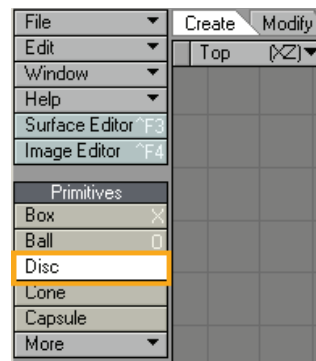 File
Edit
Window
Help
Surface Editor ^F3
Image Editor ^F4
Primitives
Box X
Ball O
Disc
Cone
Capsule
More
Create Modify
Top (XZ)